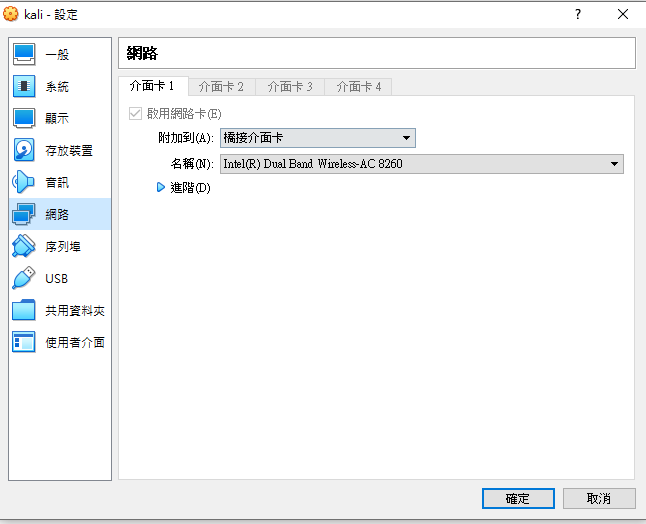 kali - 設定
?
一般
系統
顯示
存放裝置
音訊
網路
序列埠
USB
共用資料夾
使用者介面
網路
介面卡 1 介面卡 2 介面卡 3 介面卡 4
啟用網路卡(E)
附加到(A): 橋接介面卡
名稱(N): Intel(R) Dual Band Wireless-AC 8260
進階(D)
確定 取消